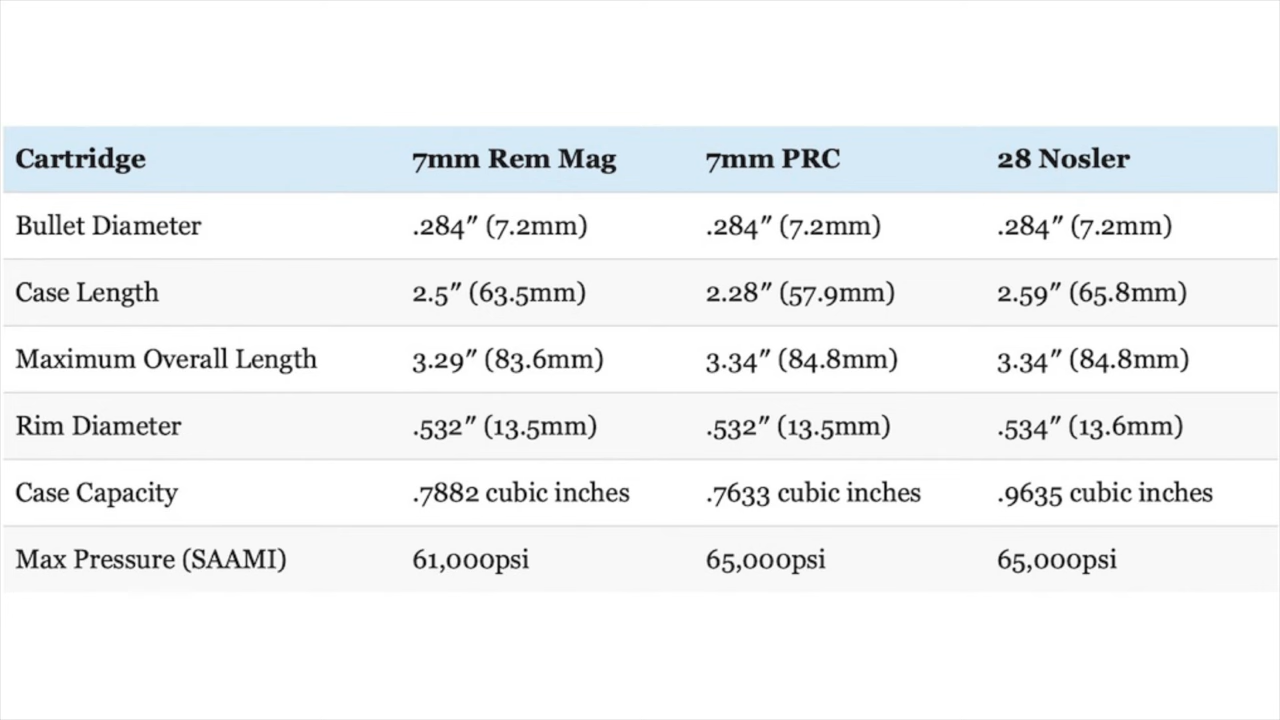 Cartridge 7mm Rem Mag 7mm PRC 28 Nosler
Bullet Diameter .284″ (7.2mm) .284″ (7.2mm) .284″ (7.2mm)
Case Length 2.5″ (63.5mm) 2.28″ (57.9mm) 2.59″ (65.8mm)
Maximum Overall Length 3.29″ (83.6mm) 3.34″ (84.8mm) 3.34″ (84.8mm)
Rim Diameter .532″ (13.5mm) .532″ (13.5mm) .534″ (13.6mm)
Case Capacity .7882 cubic inches .7633 cubic inches .9635 cubic inches
Max Pressure (SAAMI) 61,000psi 65,000psi 65,000psi